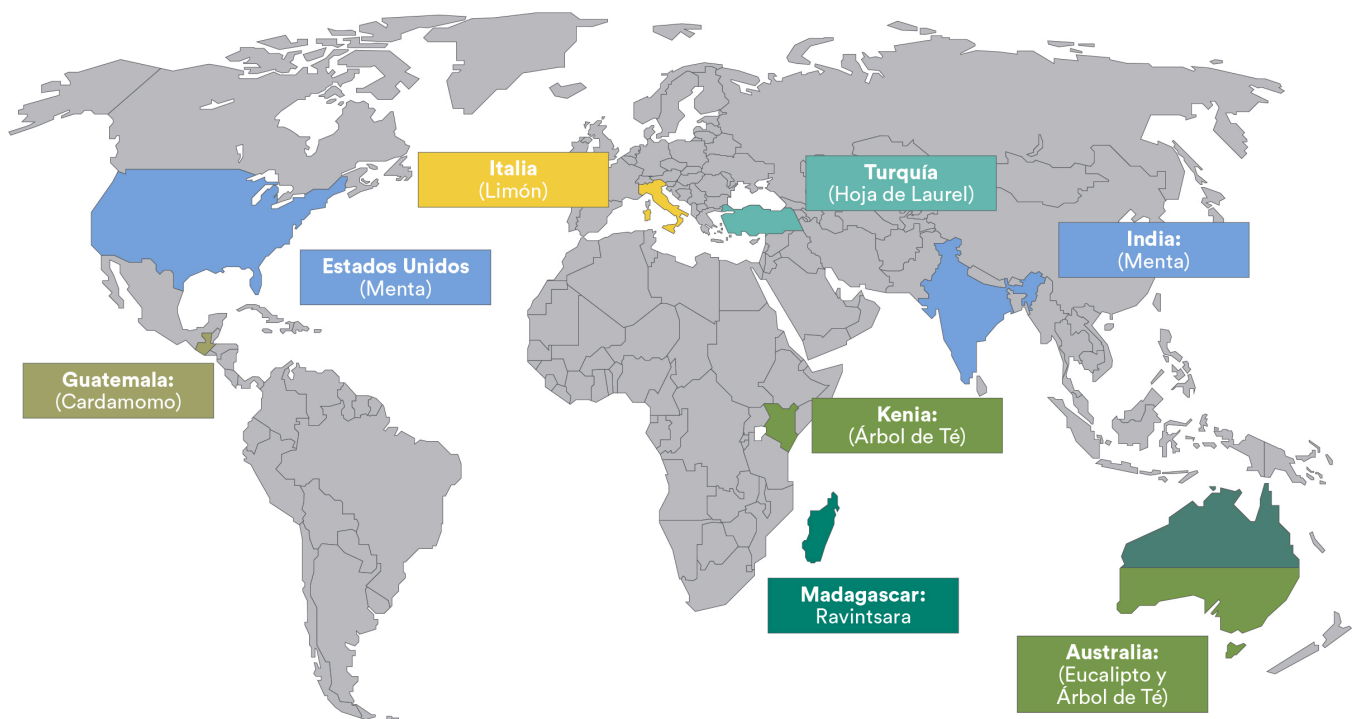 Italia
(Limón)
Turquía
(Hoja de Laurel)
India:
(Menta)
Estados Unidos
(Menta)
Guatemala:
(Cardamomo)
Kenia:
(Árbol de Té)
Madagascar:
Ravintsara
Australia:
(Eucalipto y
Árbol de Té)